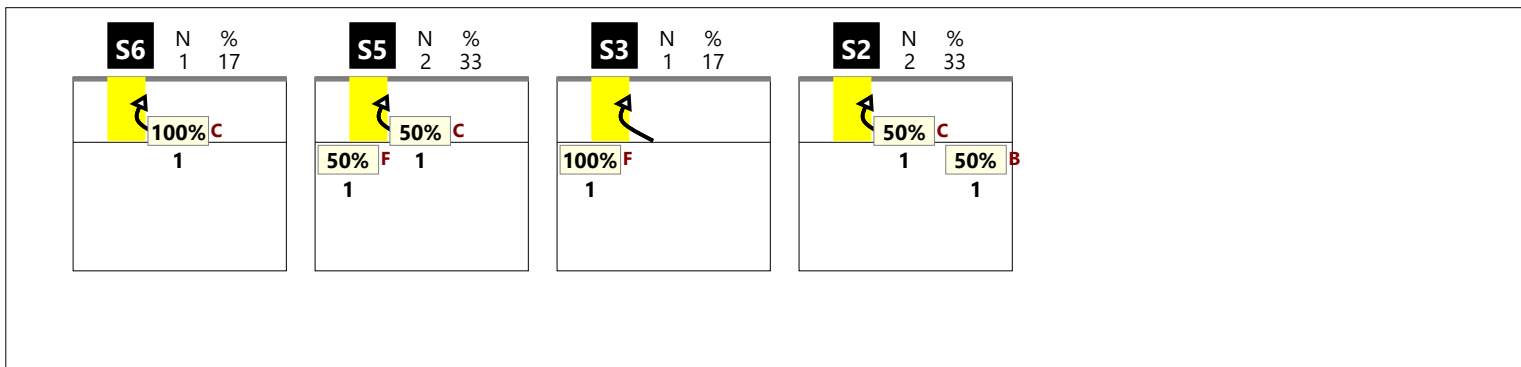 S6 N % S5 N % S3 N % S2 N %
1 17 2 33 1 17 2 33
100% C 50% C 50% C
50% F 1 100% F 1 50% B
1
1 1 1